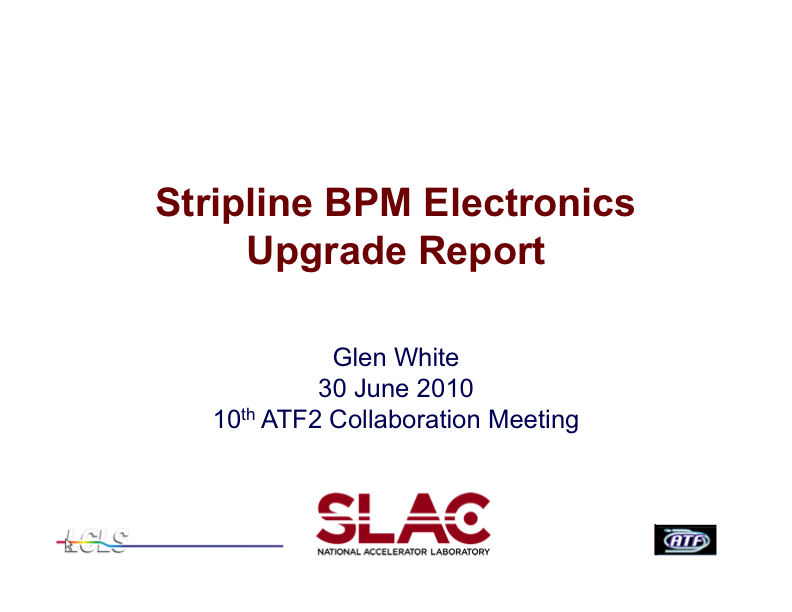 Stripline BPM Electronics
Upgrade Report
Glen White
30 June 2010
10th ATF2 Collaboration Meeting
LCLS
SLAC
NATIONAL ACCELERATOR LABORATORY
ATF